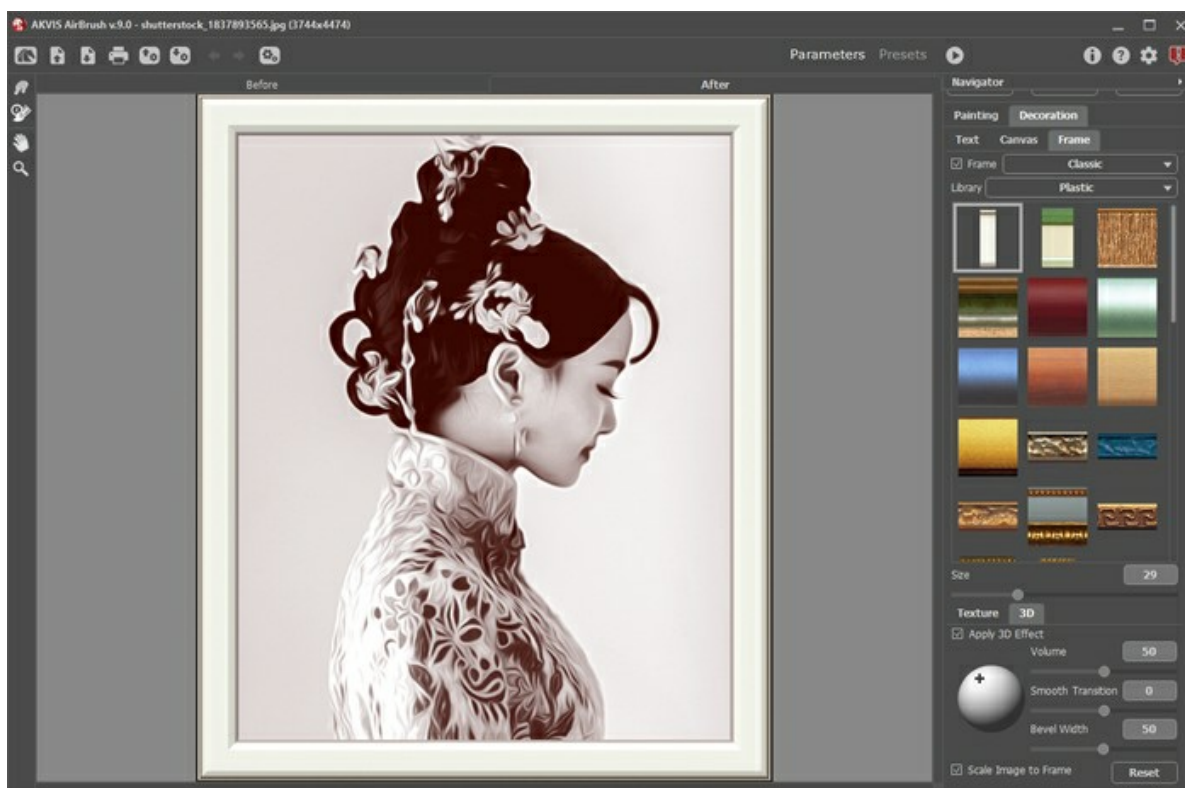 AKVIS AirBrush v.9.0 - shutterstock_1837893565.jpg (3744x4474)
Parameters Presets
Before After
Navigator
Painting Decoration
Text Canvas Frame
Frame Classic
Library Plastic
Size 29
Texture 3D
Apply 3D Effect
Volume 50
Smooth Transition 0
Bevel Width 50
Scale Image to Frame Reset